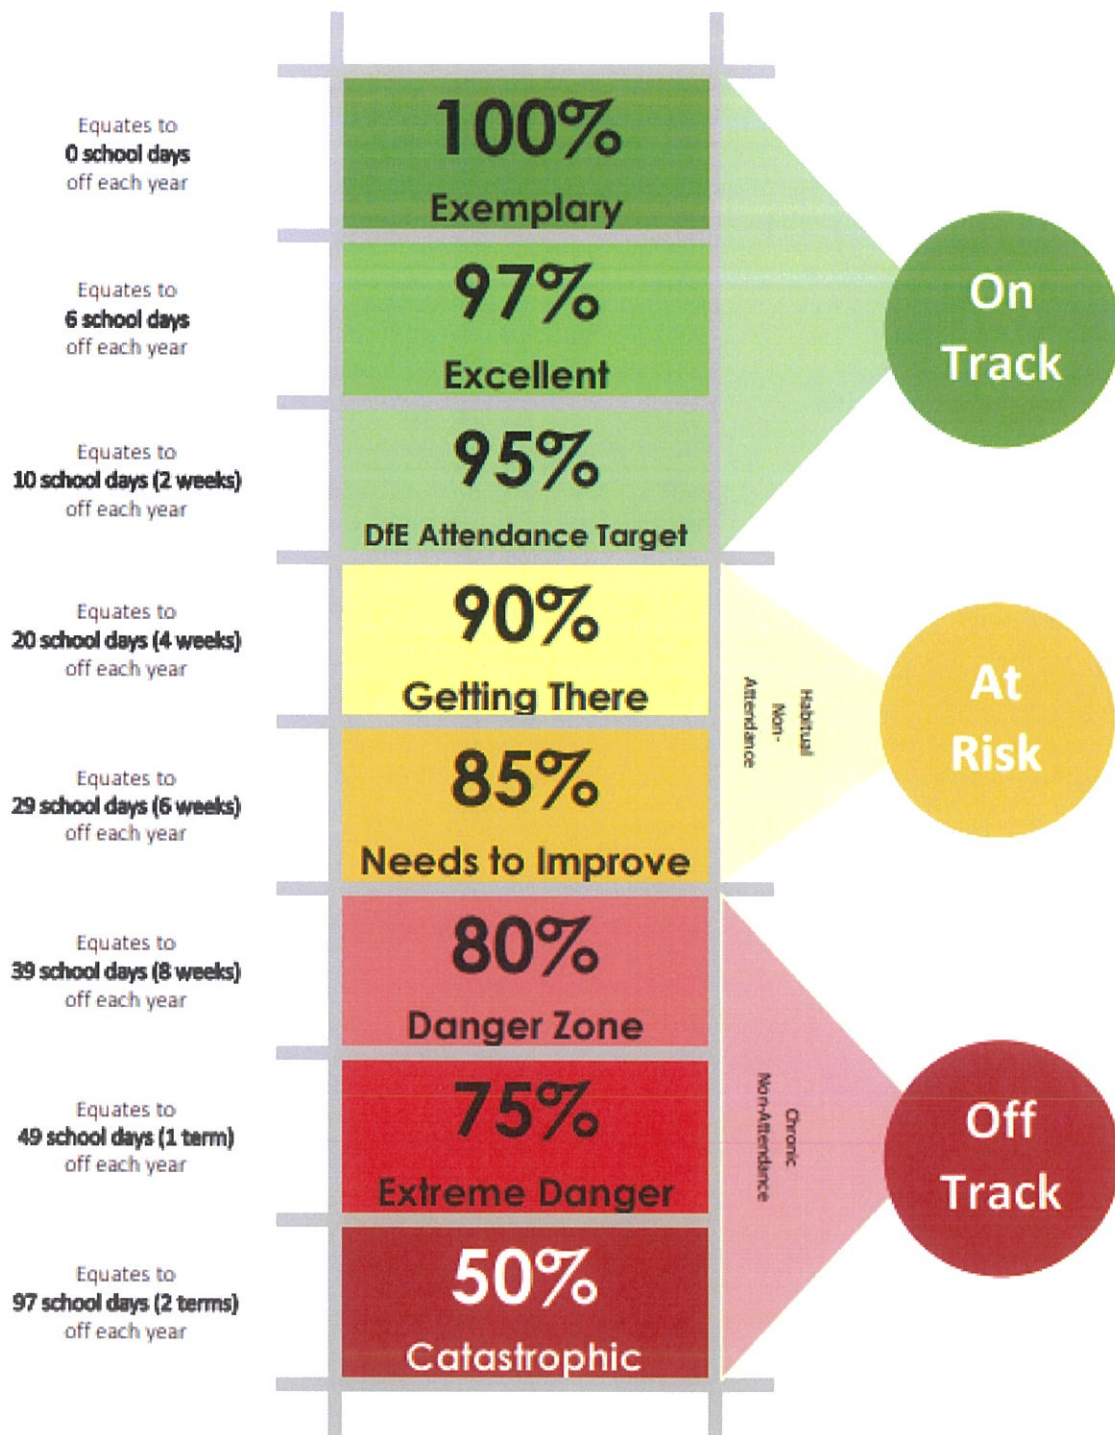 Equates to
0 school days
off each year
100%
Exemplary
Equates to
6 school days
off each year
97%
Excellent
On
Track
Equates to
10 school days (2 weeks)
off each year
95%
DfE Attendance Target
Equates to
20 school days (4 weeks)
off each year
90%
Getting There
Habitual
Non-
Attendance
At
Risk
Equates to
29 school days (6 weeks)
off each year
85%
Needs to Improve
Equates to
39 school days (8 weeks)
off each year
80%
Danger Zone
Equates to
49 school days (1 term)
off each year
75%
Extreme Danger
Chronic
Non-Attendance
Off
Track
Equates to
97 school days (2 terms)
off each year
50%
Catastrophic